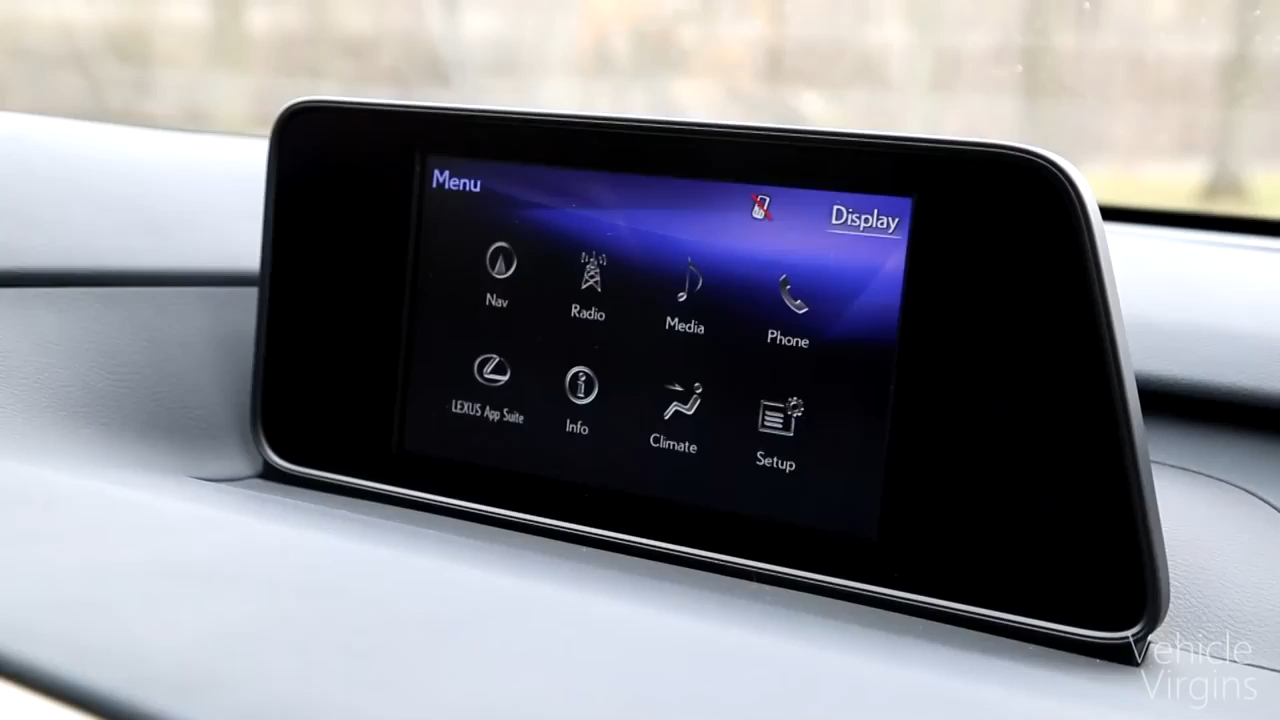 Menu
Display
Nav
Radio
Media
Phone
LEXUS App Suite
Info
Climate
Setup
Vehicle
Virgins